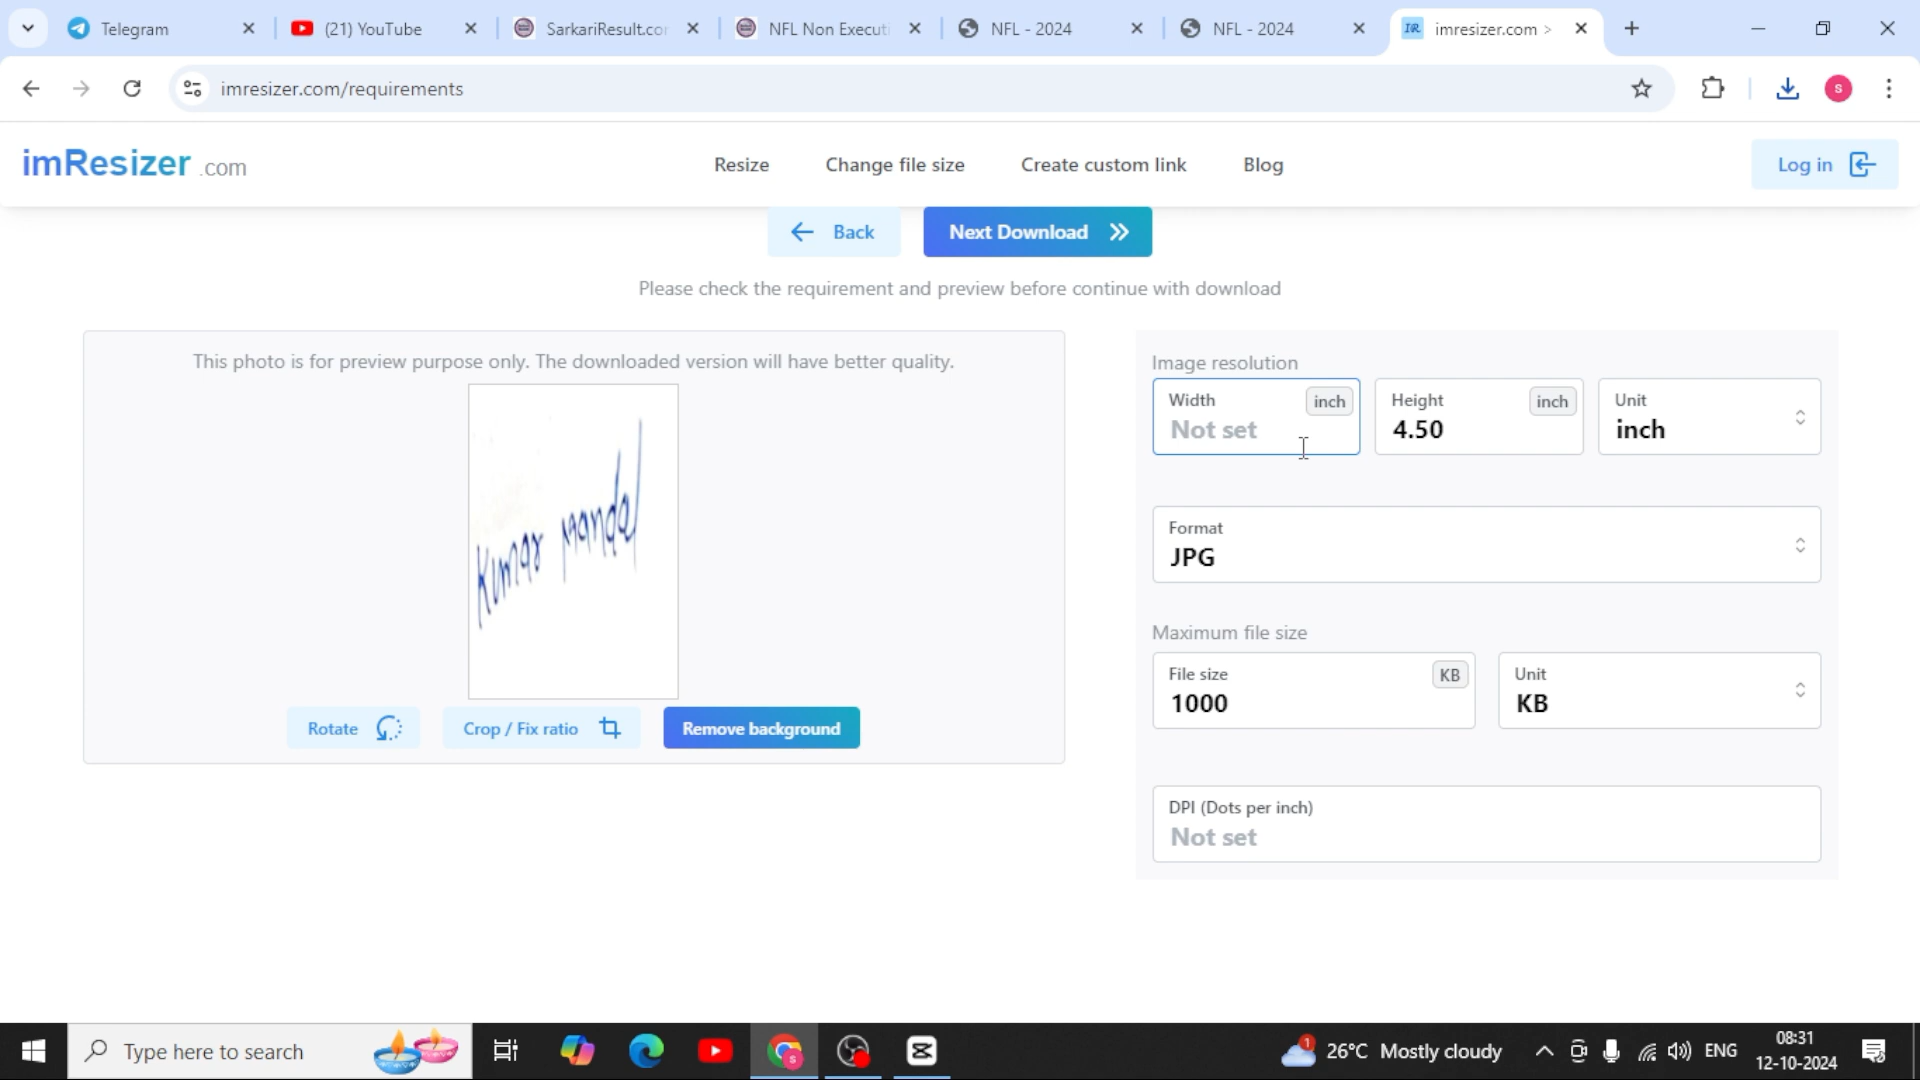 Telegram
(21) YouTube
SarkariResult.cor
NFL Non Executi
NFL - 2024
NFL - 2024
imresizer.com >
imresizer.com/requirements
S
imResizer .com
Resize
Change file size
Create custom link
Blog
Log in
Back
Next Download
Please check the requirement and preview before continue with download
This photo is for preview purpose only. The downloaded version will have better quality.
Kumar Mandal
Rotate
Crop / Fix ratio
Remove background
Image resolution
Width
inch
Not set
Height
inch
4.50
Unit
inch
Format
JPG
Maximum file size
File size
KB
1000
Unit
KB
DPI (Dots per inch)
Not set
Type here to search
1
26°C Mostly cloudy
ENG
08:31
12-10-2024